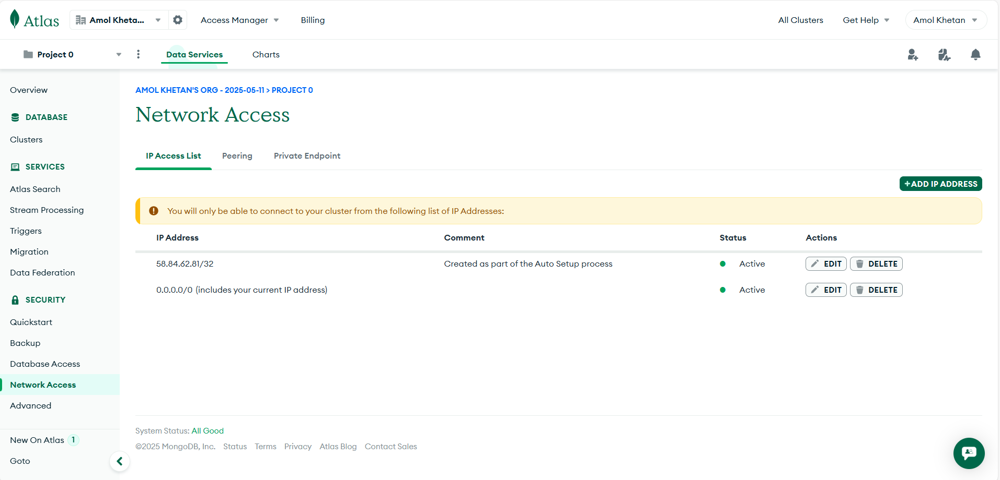 Atlas
Amol Kheta...
Access Manager
Billing
All Clusters
Get Help
Amol Khetan
Project 0
Data Services
Charts
Overview
DATABASE
Clusters
SERVICES
Atlas Search
Stream Processing
Triggers
Migration
Data Federation
SECURITY
Quickstart
Backup
Database Access
Network Access
Advanced
New On Atlas 1
Goto
AMOL KHETAN'S ORG - 2025-05-11 > PROJECT 0
Network Access
IP Access List
Peering
Private Endpoint
+ADD IP ADDRESS
You will only be able to connect to your cluster from the following list of IP Addresses:
IP Address Comment Status Actions
58.84.62.81/32 Created as part of the Auto Setup process Active EDIT DELETE
0.0.0.0/0 (includes your current IP address) Active EDIT DELETE
System Status: All Good
©2025 MongoDB, Inc. Status Terms Privacy Atlas Blog Contact Sales